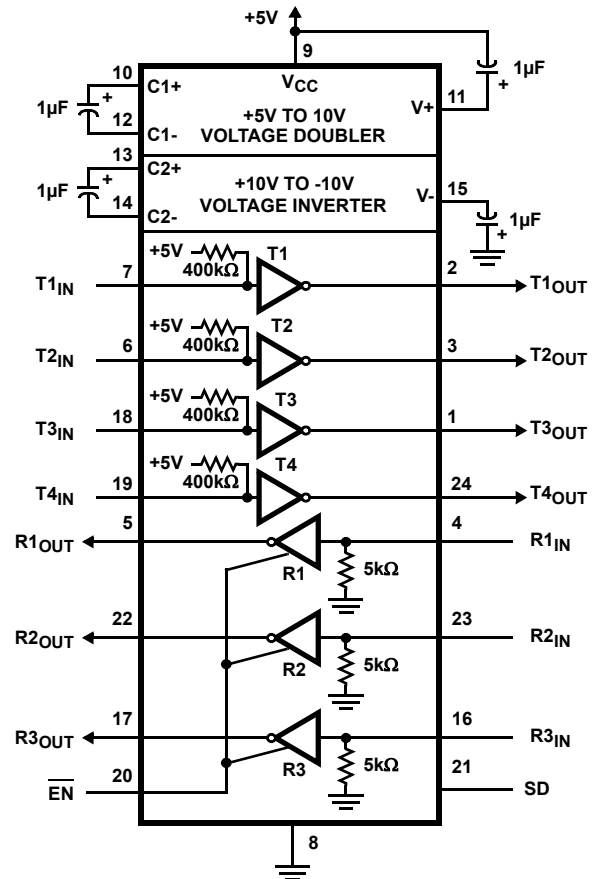 +5V
9
10
C1+
VCC
1µF
+
1µF
+
V+
11
12
C1-
+5V TO 10V
VOLTAGE DOUBLER
13
C2+
1µF
+
14
C2-
+10V TO -10V
VOLTAGE INVERTER
V-
15
1µF
+
+5V
400kΩ
T1
T1IN
7
2
T1OUT
+5V
400kΩ
T2
T2IN
6
3
T2OUT
+5V
400kΩ
T3
T3IN
18
1
T3OUT
+5V
400kΩ
T4
T4IN
19
24
T4OUT
R1OUT
5
4
R1IN
R1
5kΩ
R2OUT
22
23
R2IN
R2
5kΩ
R3OUT
17
16
R3IN
R3
5kΩ
EN
20
21
SD
8